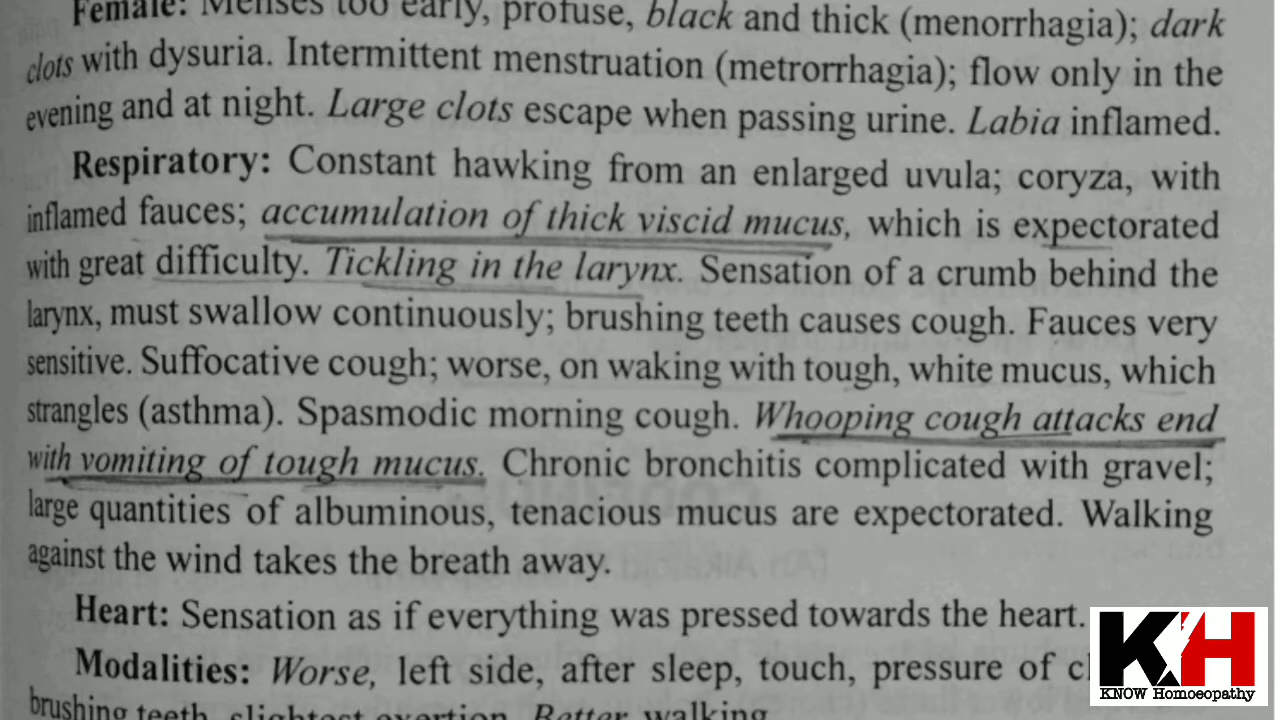 Female: Menses too early, profuse, black and thick (menorrhagia); dark
clots with dysuria. Intermittent menstruation (metrorrhagia); flow only in the
evening and at night. Large clots escape when passing urine. Labia inflamed.
Respiratory: Constant hawking from an enlarged uvula; coryza, with
inflamed fauces; accumulation of thick viscid mucus, which is expectorated
with great difficulty. Tickling in the larynx. Sensation of a crumb behind the
larynx, must swallow continuously; brushing teeth causes cough. Fauces very
sensitive. Suffocative cough; worse, on waking with tough, white mucus, which
strangles (asthma). Spasmodic morning cough. Whooping cough attacks end
with vomiting of tough mucus. Chronic bronchitis complicated with gravel;
large quantities of albuminous, tenacious mucus are expectorated. Walking
against the wind takes the breath away.
Heart: Sensation as if everything was pressed towards the heart.
Modalities: Worse, left side, after sleep, touch, pressure of
brushing teeth, slightest exertion. Better, walking
KH
KNOW Homoeopathy